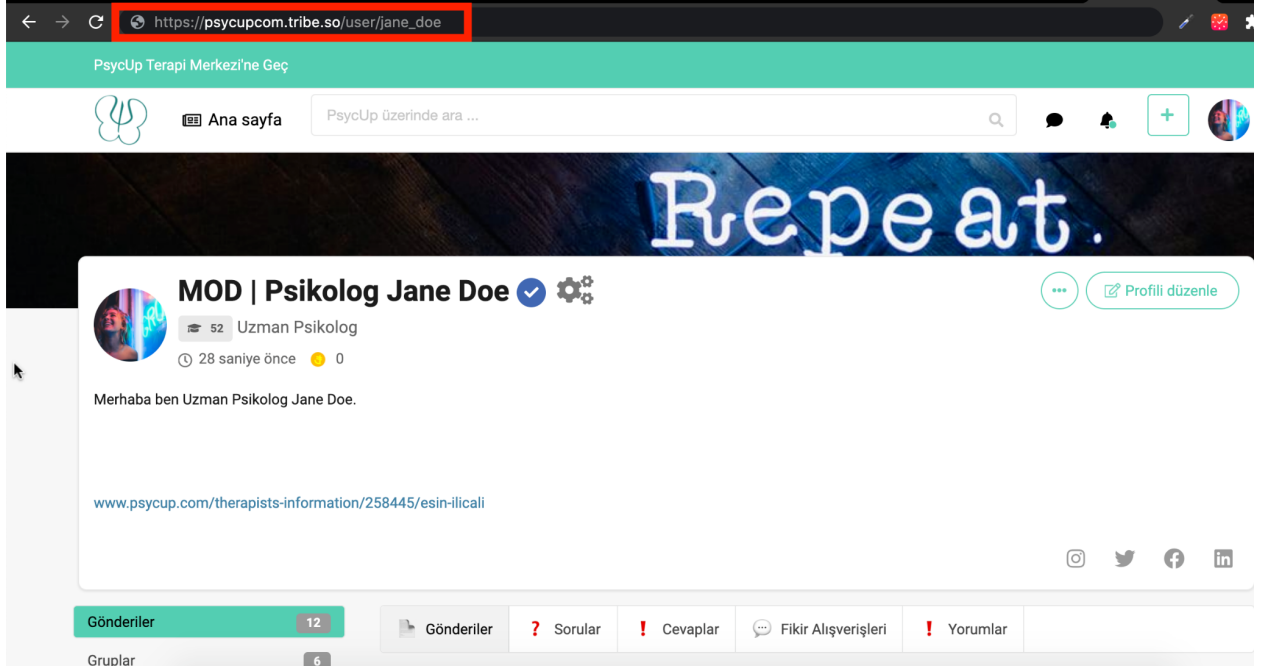 https://psycupcom.tribe.so/user/jane_doe
PsycUp Terapi Merkezi'ne Geç
Ana sayfa
PsycUp üzerinde ara ...
Repeat.
MOD | Psikolog Jane Doe
52 Uzman Psikolog
28 saniye önce 0
Profili düzenle
Merhaba ben Uzman Psikolog Jane Doe.
www.psycup.com/therapists-information/258445/esin-ilicali
Gönderiler 12
Gruplar 6
Gönderiler ? Sorular ! Cevaplar Fikir Alışverişleri ! Yorumlar